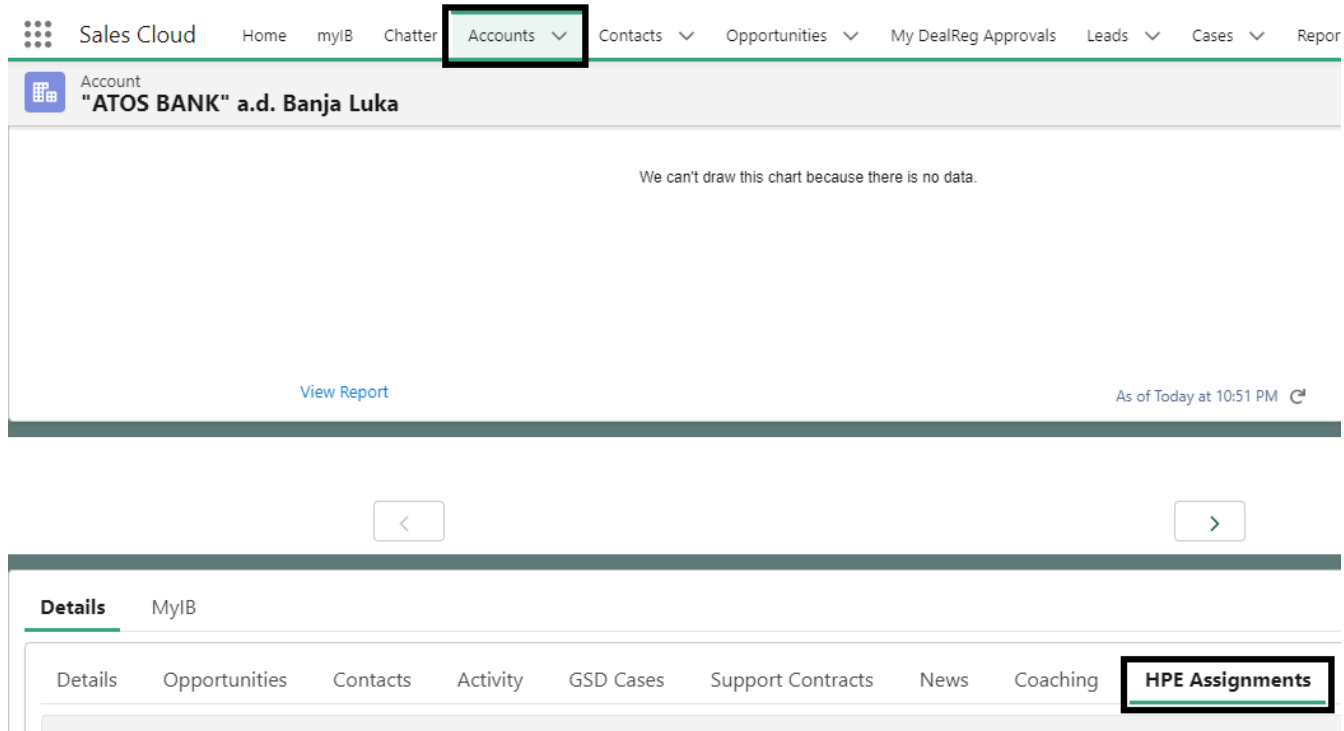 Sales Cloud Home myIB Chatter Accounts Contacts Opportunities My DealReg Approvals Leads Cases Repor
Account
"ATOS BANK" a.d. Banja Luka
We can't draw this chart because there is no data.
View Report As of Today at 10:51 PM
Details MyIB
Details Opportunities Contacts Activity GSD Cases Support Contracts News Coaching HPE Assignments